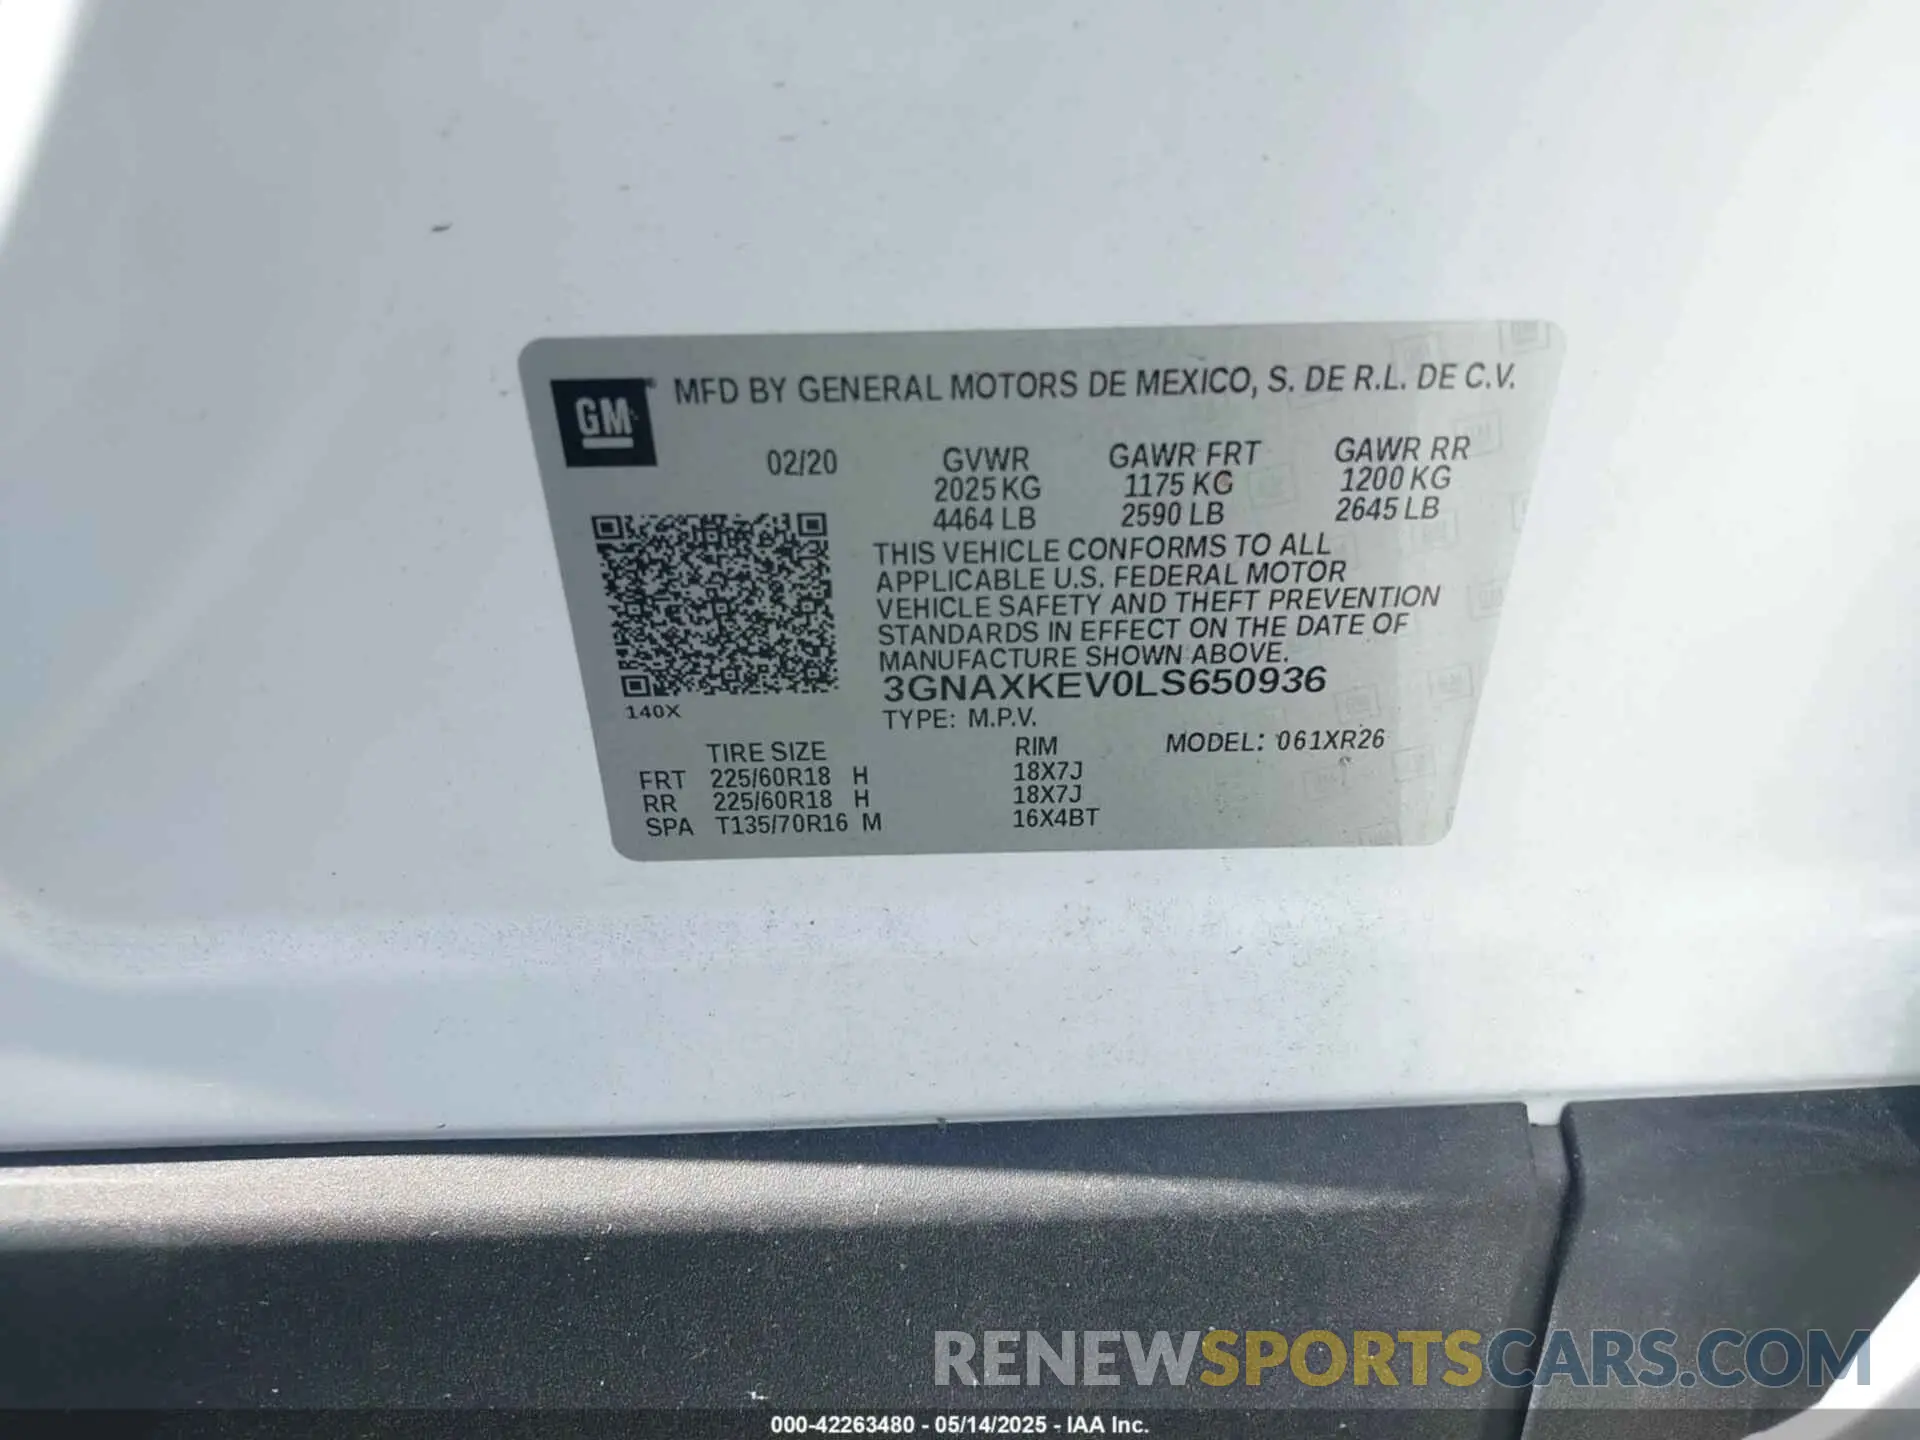 GM
MFD BY GENERAL MOTORS DE MEXICO, S. DE R.L. DE C.V.
02/20 GVWR GAWR FRT GAWR RR
2025 KG 1175 KG 1200 KG
4464 LB 2590 LB 2645 LB
THIS VEHICLE CONFORMS TO ALL
APPLICABLE U.S. FEDERAL MOTOR
VEHICLE SAFETY AND THEFT PREVENTION
STANDARDS IN EFFECT ON THE DATE OF
MANUFACTURE SHOWN ABOVE.
3GNAXKEV0LS650936
140X
TYPE: M.P.V.
TIRE SIZE RIM MODEL: 061XR26
FRT 225/60R18 H 18X7J
RR 225/60R18 H 18X7J
SPA T135/70R16 M 16X4BT
RENEWSPORTSCARS.COM
000-42263480 - 05/14/2025 - IAA Inc.